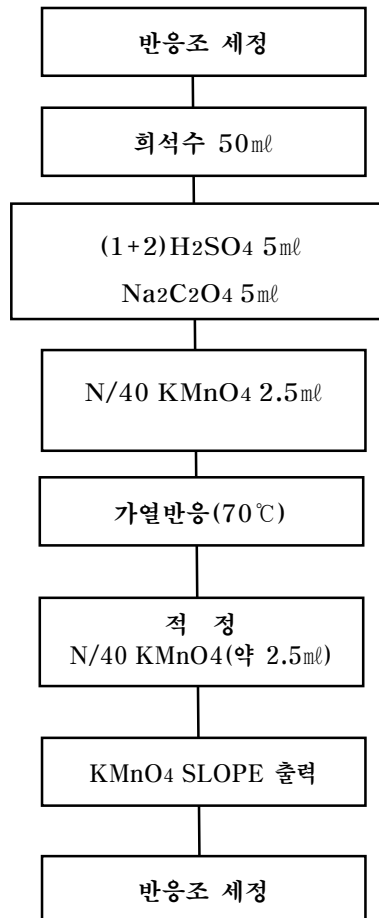 반응조 세정
희석수 50㎖
(1+2)H2SO4 5㎖
Na2C2O4 5㎖
N/40 KMnO4 2.5㎖
가열반응(70℃)
적 정
N/40 KMnO4(약 2.5㎖)
KMnO4 SLOPE 출력
반응조 세정